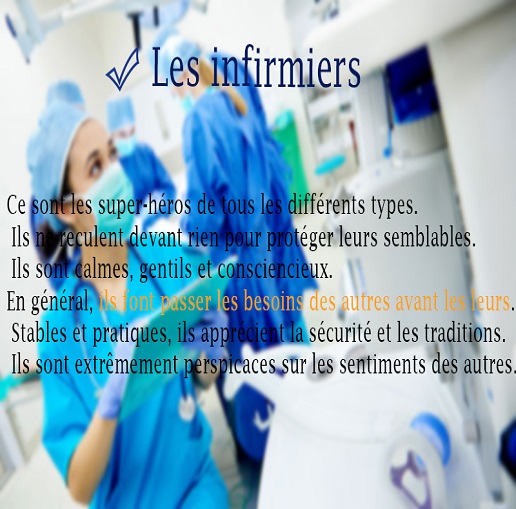 Les infirmiers
Ce sont les super-héros de tous les différents types.
Ils ne reculent devant rien pour protéger leurs semblables.
Ils sont calmes, gentils et consciencieux.
En général, ils font passer les besoins des autres avant les leurs.
Stables et pratiques, ils apprécient la sécurité et les traditions.
Ils sont extrêmement perspicaces sur les sentiments des autres.